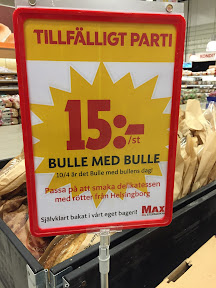 TILLFÄLLIGT PARTI
15:-
/st
BULLE MED BULLE
10/4 är det Bulle med bullens dag!
Passa på att smaka delikatessen
med rötter från Helsingborg
Självklart bakat i vårt eget bageri!
MAX